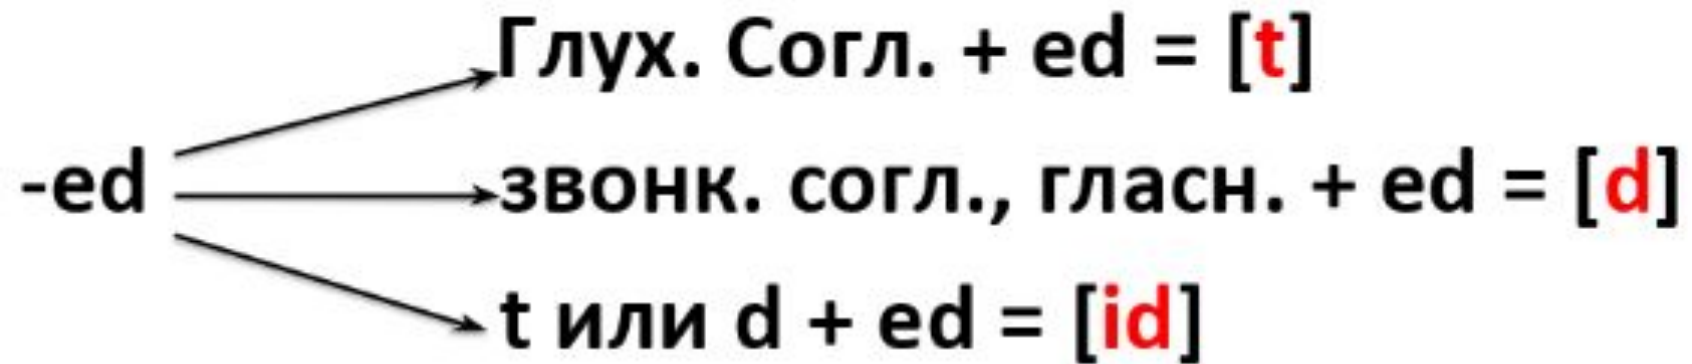 Глух. Согл. + ed = [t]
-ed
звонк. согл., гласн. + ed = [d]
t или d + ed = [id]